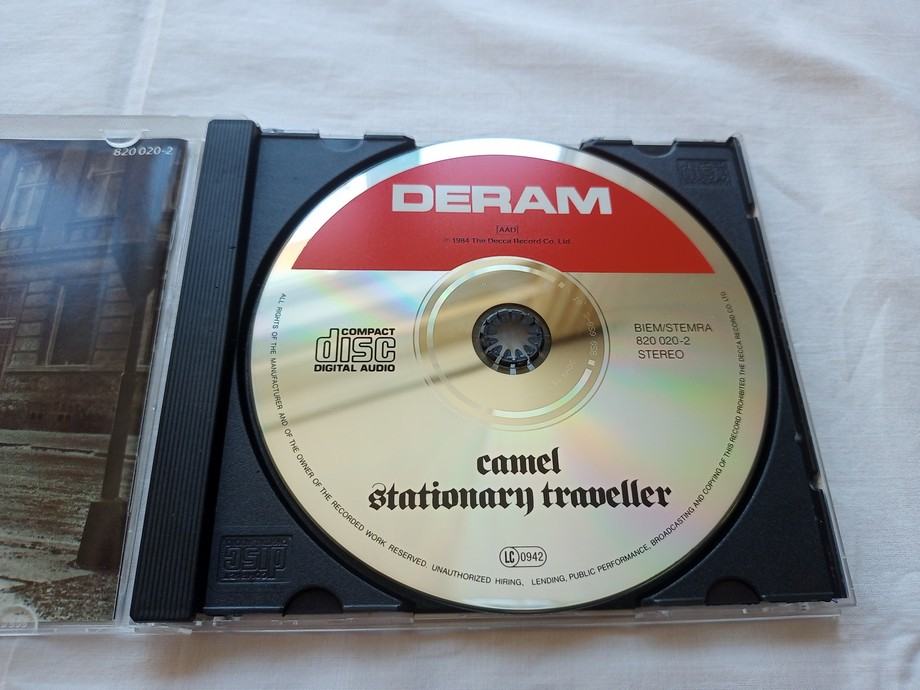 820 020-2
DERAM
[AAD]
℗ 1984 The Decca Record Co. Ltd.
COMPACT
disc
DIGITAL AUDIO
BIEM/STEMRA
820 020-2
STEREO
camel
stationary traveller
LC 0942
ALL RIGHTS OF THE MANUFACTURER AND OF THE OWNER OF THE RECORDED WORK RESERVED. UNAUTHORIZED HIRING, LENDING, PUBLIC PERFORMANCE, BROADCASTING AND COPYING OF THIS RECORD PROHIBITED. THE DECCA RECORD CO. LTD.